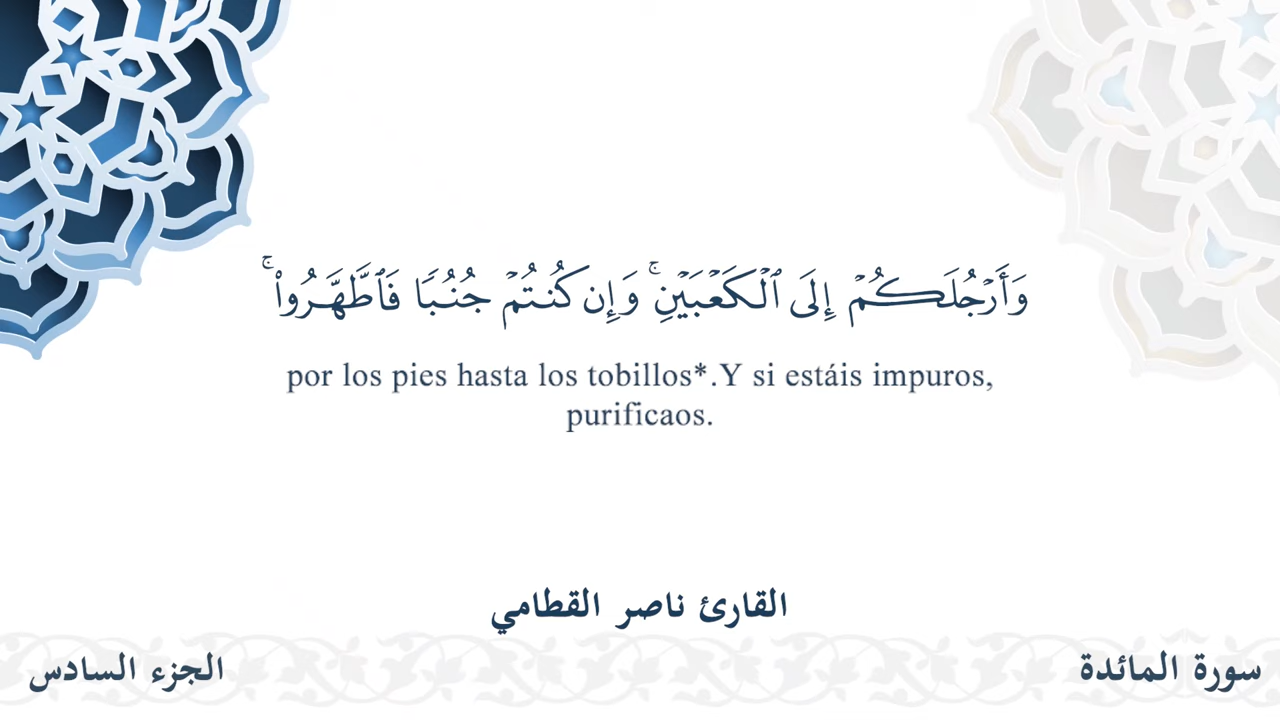 وَأَرۡجُلَكُمۡ إِلَى ٱلۡكَعۡبَيۡنِۚ وَإِن كُنتُمۡ جُنُبٗا فَٱطَّهَّرُواْۚ
por los pies hasta los tobillos*.Y si estáis impuros,
purificaos.
القارئ ناصر القطامي
سورة المائدة
الجزء السادس